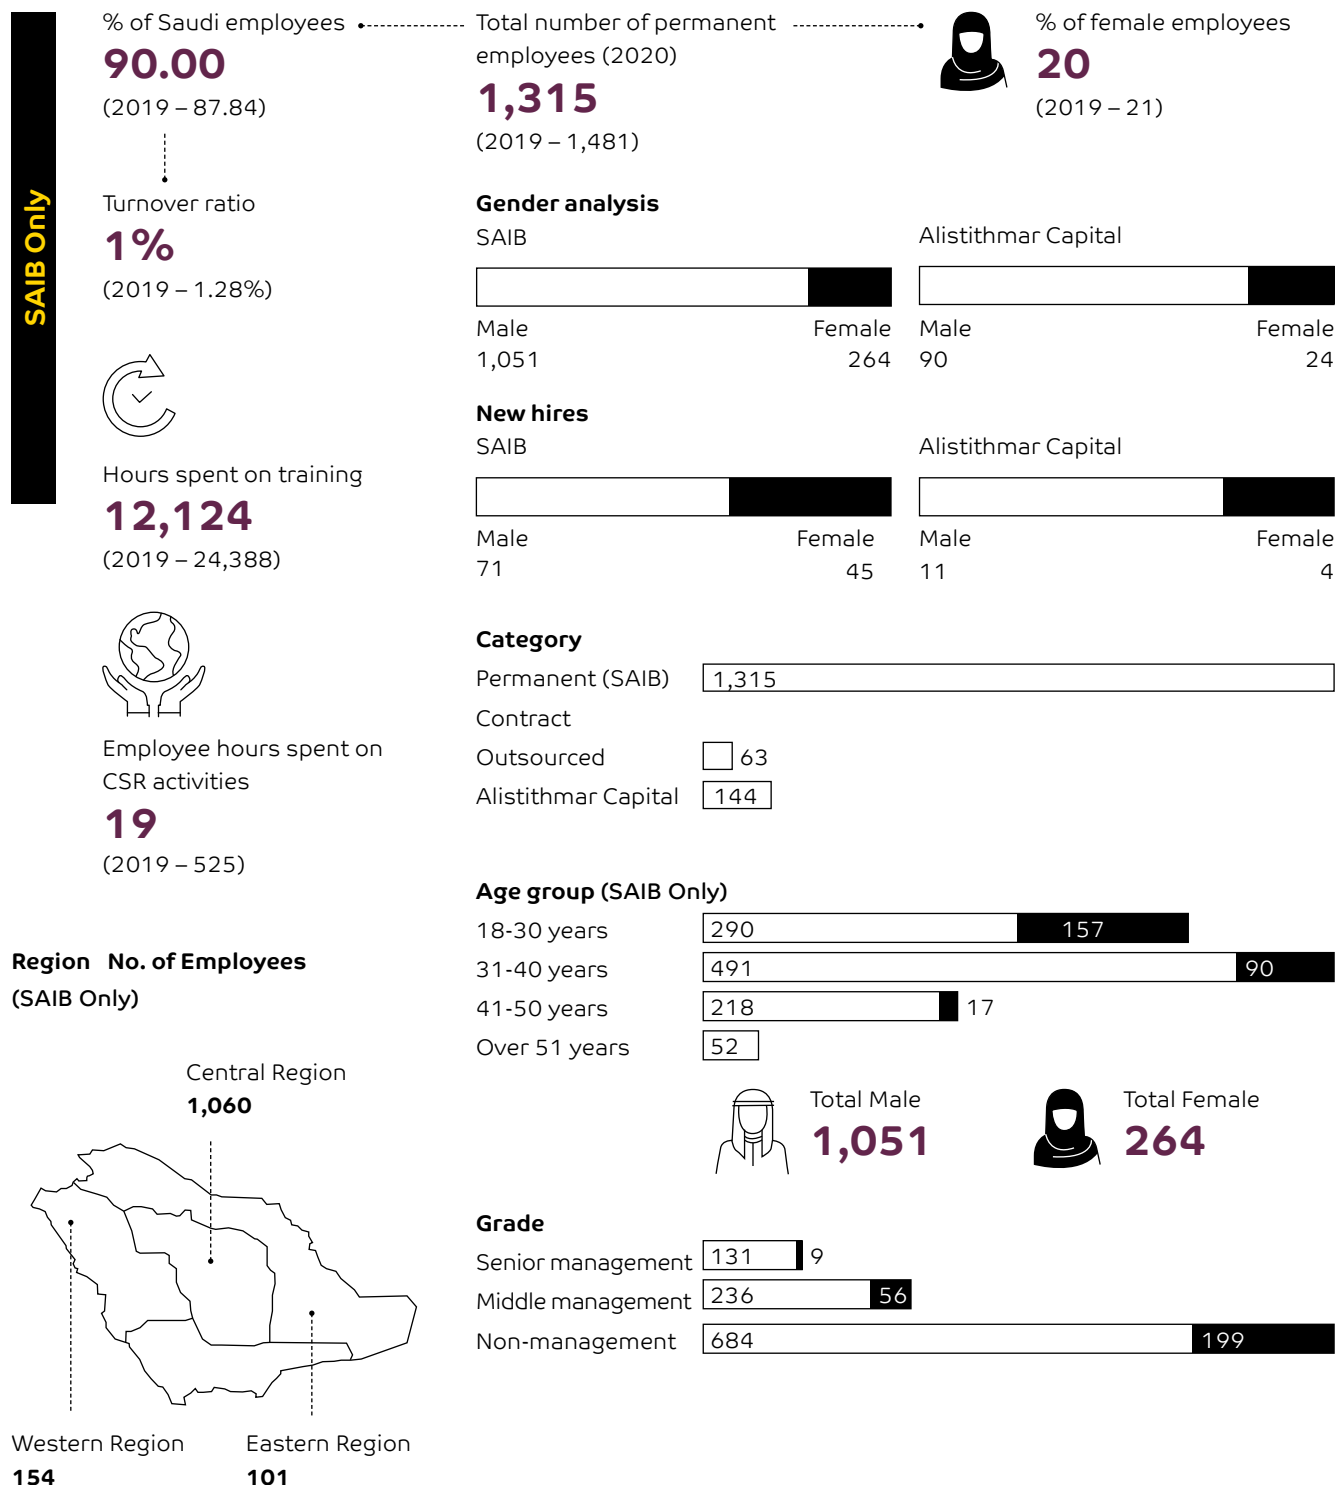 SAIB Only
% of Saudi employees
90.00
(2019 – 87.84)
Total number of permanent
employees (2020)
1,315
(2019 – 1,481)
% of female employees
20
(2019 – 21)
Turnover ratio
1%
(2019 – 1.28%)
Hours spent on training
12,124
(2019 – 24,388)
Employee hours spent on
CSR activities
19
(2019 – 525)
Gender analysis
SAIB
Male Female
1,051 264
Alistithmar Capital
Male Female
90 24
New hires
SAIB
Male Female
71 45
Alistithmar Capital
Male Female
11 4
Category
Permanent (SAIB) 1,315
Contract
Outsourced 63
Alistithmar Capital 144
Age group (SAIB Only)
18-30 years 290 157
31-40 years 491 90
41-50 years 218 17
Over 51 years 52
Total Male
1,051
Total Female
264
Grade
Senior management 131 9
Middle management 236 56
Non-management 684 199
Region No. of Employees
(SAIB Only)
Central Region
1,060
Western Region
154
Eastern Region
101